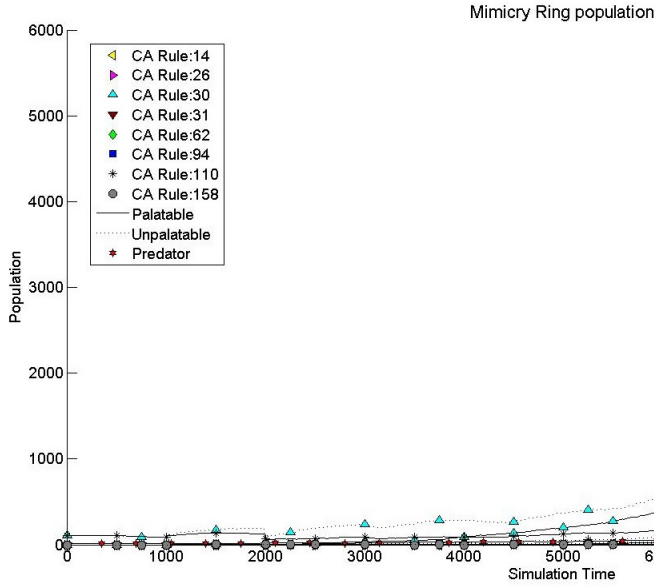 Mimicry Ring population
6000
5000
4000
3000
2000
1000
0
CA Rule:14
CA Rule:26
CA Rule:30
CA Rule:31
CA Rule:62
CA Rule:94
CA Rule:110
CA Rule:158
Palatable
Unpalatable
Predator
Population
0 1000 2000 3000 4000 5000 6
Simulation Time